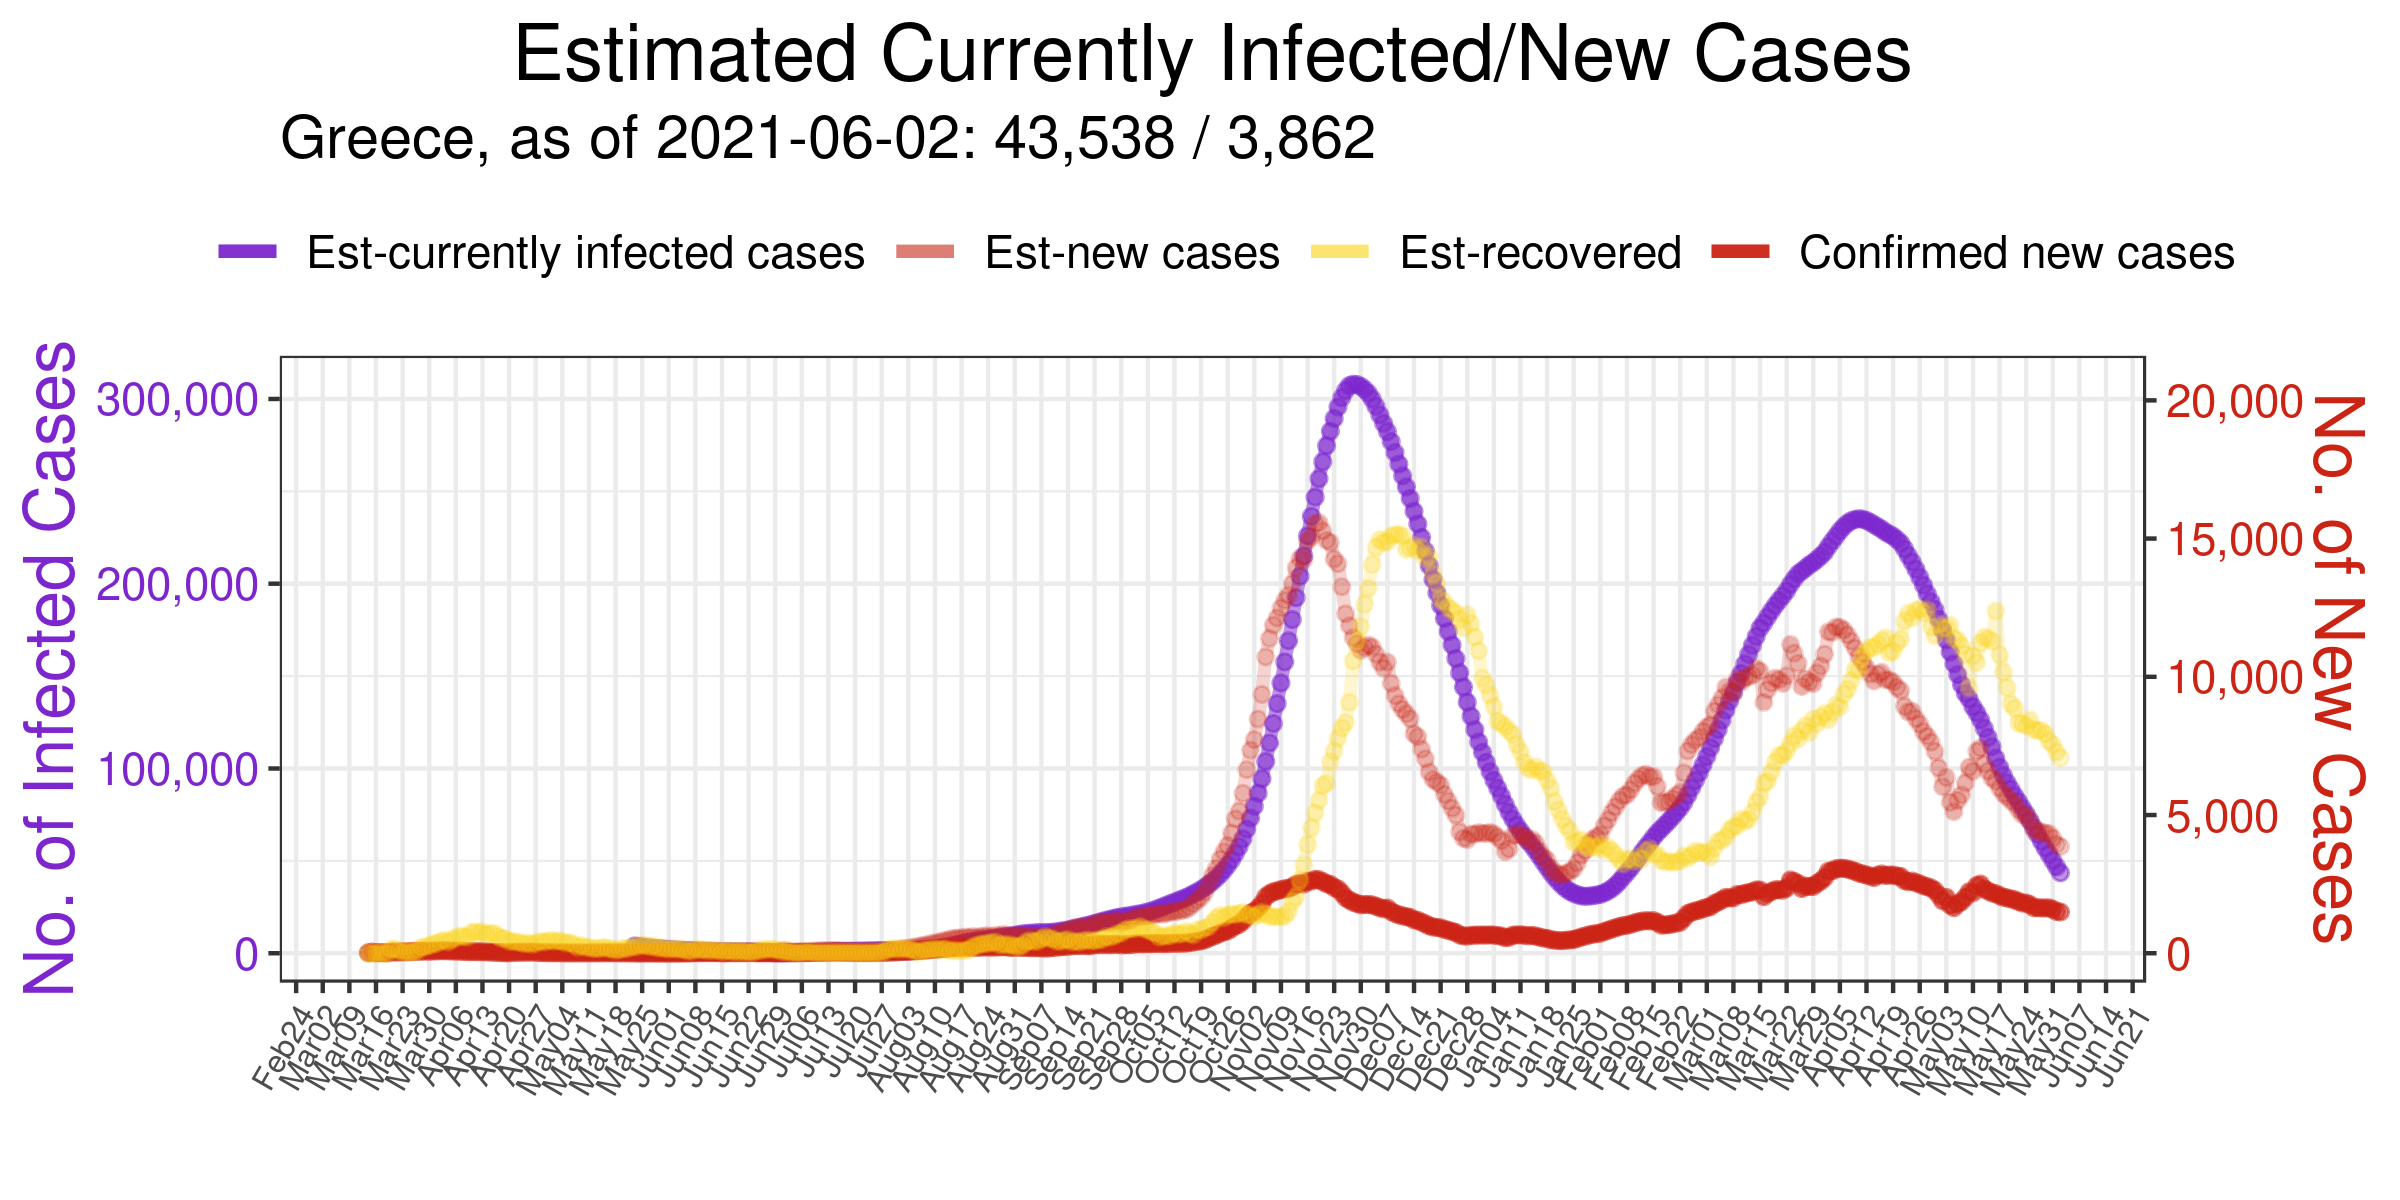 Estimated Currently Infected/New Cases
Greece, as of 2021-06-02: 43,538 / 3,862
Est-currently infected cases Est-new cases Est-recovered Confirmed new cases
No. of Infected Cases
300,000
200,000
100,000
0
20,000
15,000
10,000
5,000
0
No. of New Cases
Feb24 Mar02 Mar09 Mar16 Mar23 Mar30 Apr06 Apr13 Apr20 Apr27 May04 May11 May18 May25 Jun01 Jun08 Jun15 Jun22 Jun29 Jul06 Jul13 Jul20 Jul27 Aug03 Aug10 Aug17 Aug24 Aug31 Sep07 Sep14 Sep21 Sep28 Oct05 Oct12 Oct19 Oct26 Nov02 Nov09 Nov16 Nov23 Nov30 Dec07 Dec14 Dec21 Dec28 Jan04 Jan11 Jan18 Jan25 Feb01 Feb08 Feb15 Feb22 Mar01 Mar08 Mar15 Mar22 Mar29 Apr05 Apr12 Apr19 Apr26 May03 May10 May17 May24 May31 Jun07 Jun14 Jun21